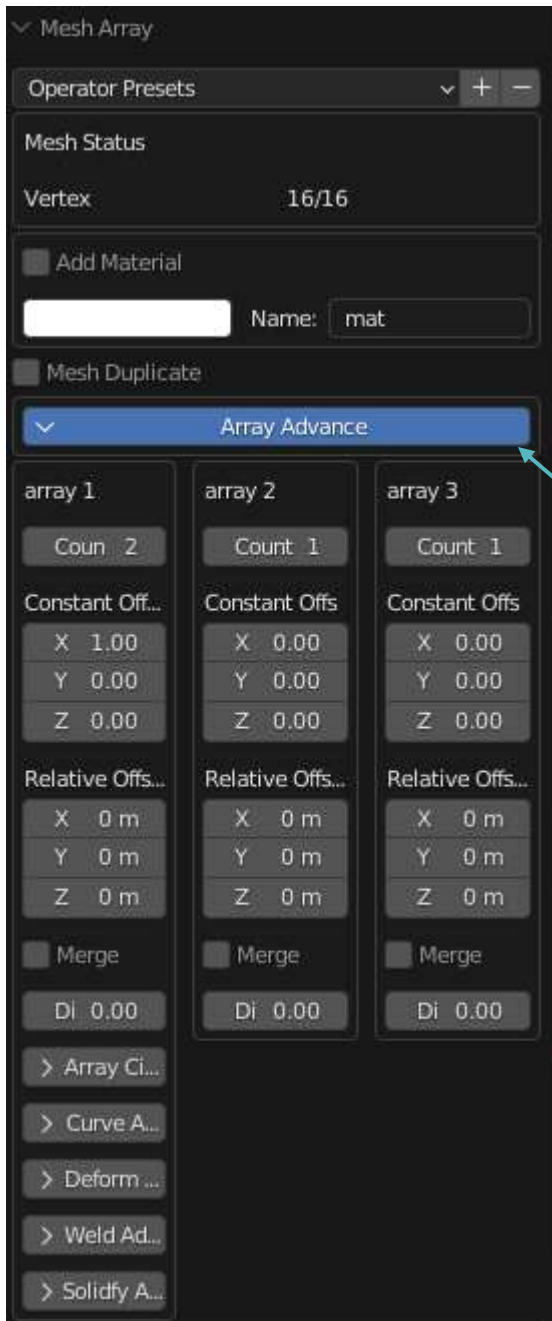 Mesh Array
Operator Presets
Mesh Status
Vertex 16/16
Add Material
Name: mat
Mesh Duplicate
Array Advance
array 1 array 2 array 3
Coun 2 Count 1 Count 1
Constant Off... Constant Offs Constant Offs
X 1.00 X 0.00 X 0.00
Y 0.00 Y 0.00 Y 0.00
Z 0.00 Z 0.00 Z 0.00
Relative Offs... Relative Offs... Relative Offs...
X 0 m X 0 m X 0 m
Y 0 m Y 0 m Y 0 m
Z 0 m Z 0 m Z 0 m
Merge Merge Merge
Di 0.00 Di 0.00 Di 0.00
Array Ci...
Curve A...
Deform ...
Weld Ad...
Solidfy A...